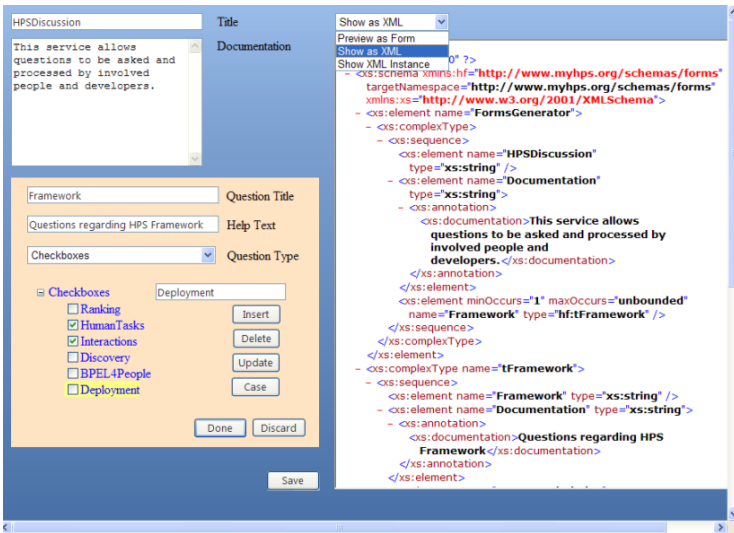 HPSDiscussion
Title
This service allows
questions to be asked and
processed by involved
people and developers.
Documentation
Framework
Question Title
Questions regarding HPS Framework
Help Text
Checkboxes
Question Type
Checkboxes
Deployment
Ranking
HumanTasks
Interactions
Discovery
BPEL4People
Deployment
Insert
Delete
Update
Case
Done
Discard
Save
Show as XML
Preview as Form
Show as XML
Show XML Instance
0" ?>
- <xs:schema xmlns:hf="http://www.myhps.org/schemas/forms"
targetNamespace="http://www.myhps.org/schemas/forms"
xmlns:xs="http://www.w3.org/2001/XMLSchema">
- <xs:element name="FormsGenerator">
- <xs:complexType>
- <xs:sequence>
<xs:element name="HPSDiscussion"
type="xs:string" />
- <xs:element name="Documentation"
type="xs:string">
- <xs:annotation>
<xs:documentation>This service allows
questions to be asked and processed by
involved people and
developers.</xs:documentation>
</xs:annotation>
</xs:element>
<xs:element minOccurs="1" maxOccurs="unbounded"
name="Framework" type="hf:tFramework" />
</xs:sequence>
</xs:complexType>
</xs:element>
- <xs:complexType name="tFramework">
- <xs:sequence>
<xs:element name="Framework" type="xs:string" />
- <xs:element name="Documentation" type="xs:string">
- <xs:annotation>
<xs:documentation>Questions regarding HPS
Framework</xs:documentation>
</xs:annotation>
</xs:element>